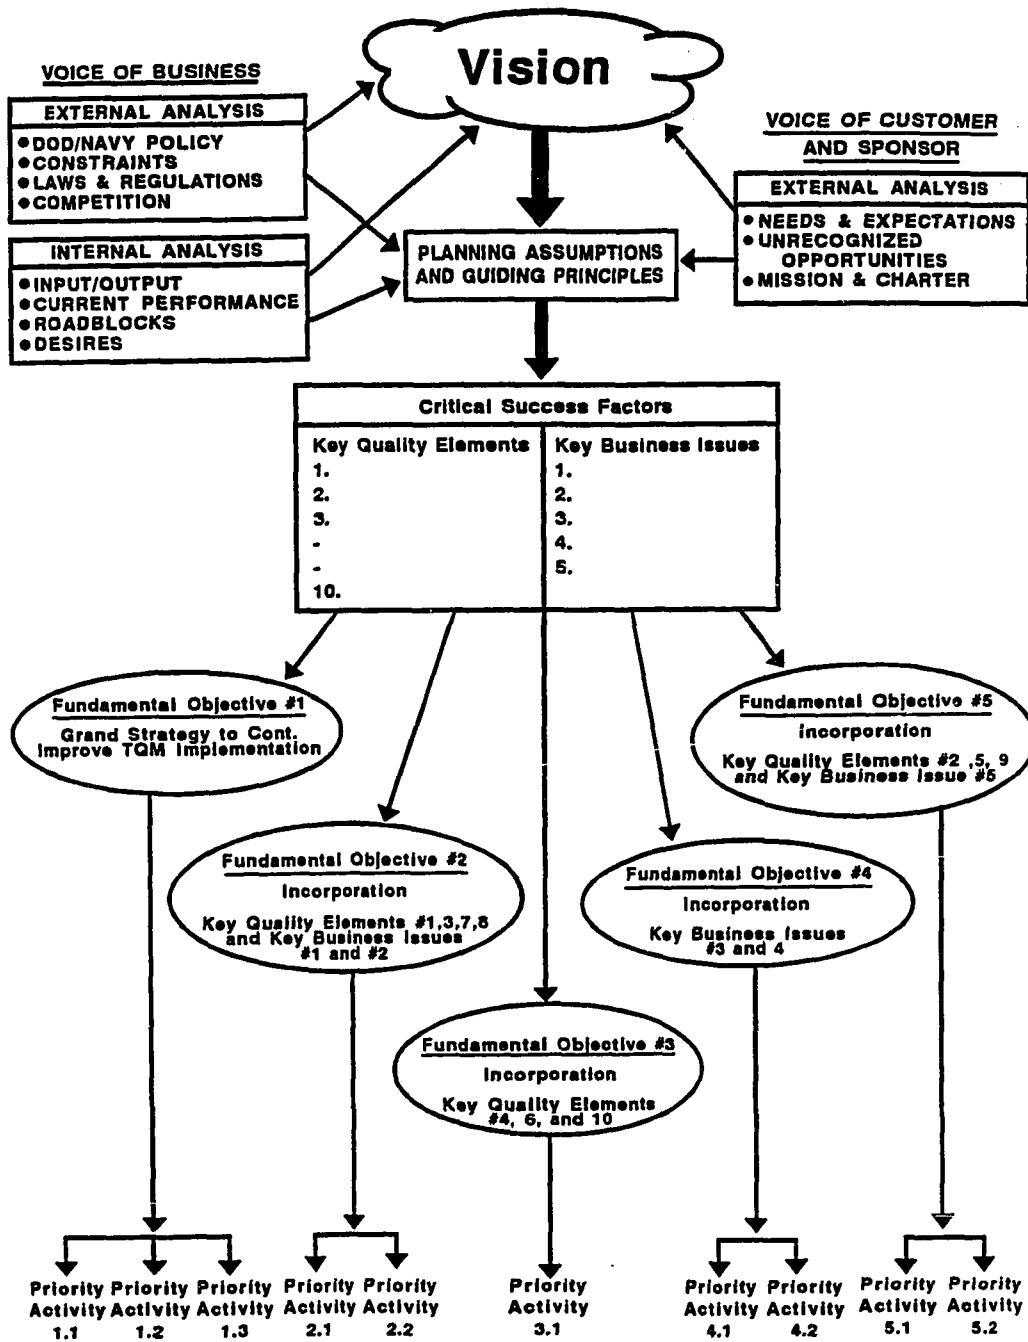 Vision
VOICE OF BUSINESS
EXTERNAL ANALYSIS
● DOD/NAVY POLICY
● CONSTRAINTS
● LAWS & REGULATIONS
● COMPETITION
INTERNAL ANALYSIS
● INPUT/OUTPUT
● CURRENT PERFORMANCE
● ROADBLOCKS
● DESIRES
VOICE OF CUSTOMER
AND SPONSOR
EXTERNAL ANALYSIS
● NEEDS & EXPECTATIONS
● UNRECOGNIZED
OPPORTUNITIES
● MISSION & CHARTER
PLANNING ASSUMPTIONS
AND GUIDING PRINCIPLES
Critical Success Factors
Key Quality Elements
1.
2.
3.
-
-
10.
Key Business Issues
1.
2.
3.
4.
5.
Fundamental Objective #1
Grand Strategy to Cont.
Improve TQM Implementation
Fundamental Objective #5
Incorporation
Key Quality Elements #2 ,5, 9
and Key Business Issue #5
Fundamental Objective #2
Incorporation
Key Quality Elements #1,3,7,8
and Key Business Issues
#1 and #2
Fundamental Objective #4
Incorporation
Key Business Issues
#3 and 4
Fundamental Objective #3
Incorporation
Key Quality Elements
#4, 6, and 10
Priority
Activity
1.1
Priority
Activity
1.2
Priority
Activity
1.3
Priority
Activity
2.1
Priority
Activity
2.2
Priority
Activity
3.1
Priority
Activity
4.1
Priority
Activity
4.2
Priority
Activity
5.1
Priority
Activity
5.2